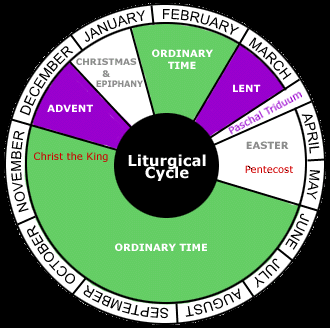 JANUARY
FEBRUARY
MARCH
APRIL
MAY
JUNE
JULY
AUGUST
SEPTEMBER
OCTOBER
NOVEMBER
DECEMBER
CHRISTMAS
&
EPIPHANY
ORDINARY
TIME
LENT
Paschal Triduum
EASTER
Pentecost
ORDINARY TIME
Christ the King
ADVENT
Liturgical
Cycle